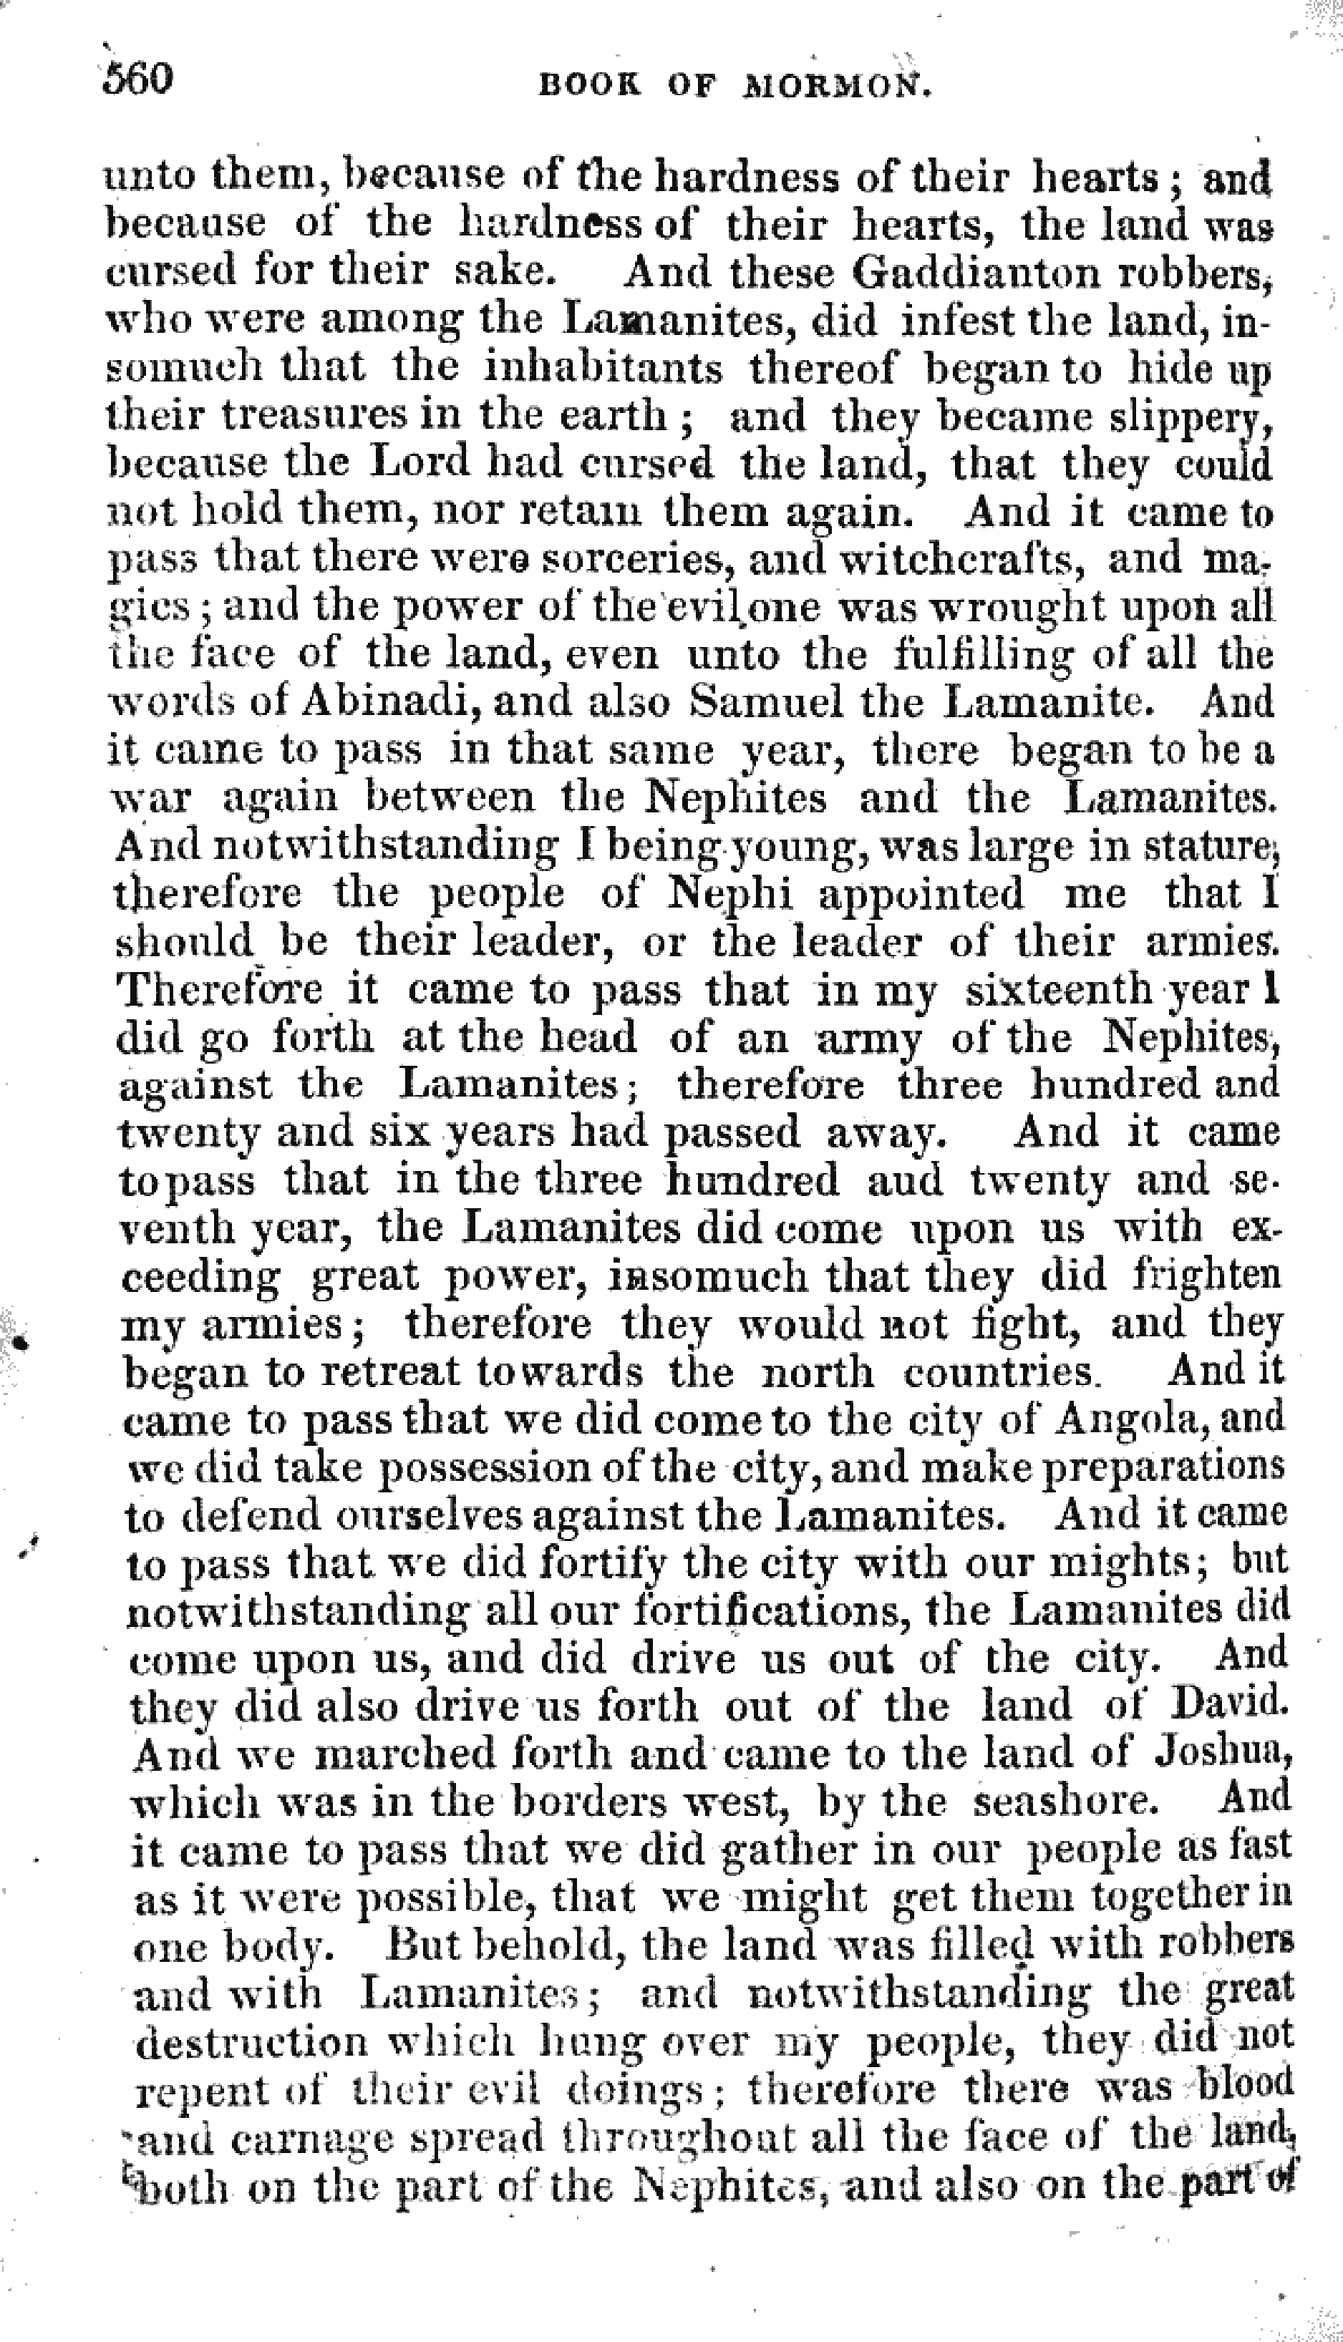 560 BOOK OF MORMON.
unto them, because of the hardness of their hearts; and
because of the hardness of their hearts, the land was
cursed for their sake. And these Gaddianton robbers,
who were among the Lamanites, did infest the land, in-
somuch that the inhabitants thereof began to hide up
their treasures in the earth; and they became slippery,
because the Lord had cursed the land, that they could
not hold them, nor retain them again. And it came to
pass that there were sorceries, and witchcrafts, and ma-
gics; and the power of the evil one was wrought upon all
the face of the land, even unto the fulfilling of all the
words of Abinadi, and also Samuel the Lamanite. And
it came to pass in that same year, there began to be a
war again between the Nephites and the Lamanites.
And notwithstanding I being young, was large in stature;
therefore the people of Nephi appointed me that I
should be their leader, or the leader of their armies.
Therefore it came to pass that in my sixteenth year I
did go forth at the head of an army of the Nephites,
against the Lamanites; therefore three hundred and
twenty and six years had passed away. And it came
to pass that in the three hundred aud twenty and se-
venth year, the Lamanites did come upon us with ex-
ceeding great power, insomuch that they did frighten
my armies; therefore they would not fight, and they
began to retreat towards the north countries. And it
came to pass that we did come to the city of Angola, and
we did take possession of the city, and make preparations
to defend ourselves against the Lamanites. And it came
to pass that we did fortify the city with our mights; but
notwithstanding all our fortifications, the Lamanites did
come upon us, and did drive us out of the city. And
they did also drive us forth out of the land of David.
And we marched forth and came to the land of Joshua,
which was in the borders west, by the seashore. And
it came to pass that we did gather in our people as fast
as it were possible, that we might get them together in
one body. But behold, the land was filled with robbers
and with Lamanites; and notwithstanding the great
destruction which hung over my people, they did not
repent of their evil doings; therefore there was blood
and carnage spread throughout all the face of the land,
both on the part of the Nephites, and also on the part of